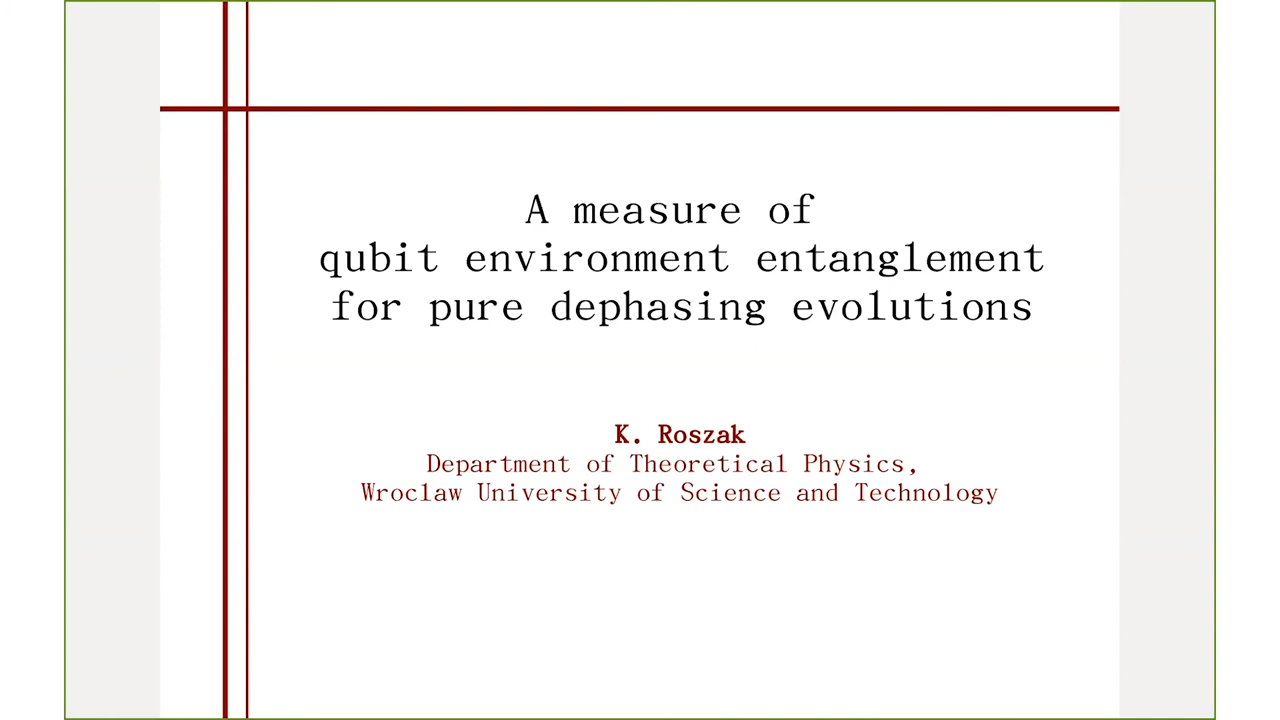 A measure of
qubit environment entanglement
for pure dephasing evolutions
K. Roszak
Department of Theoretical Physics,
Wroclaw University of Science and Technology